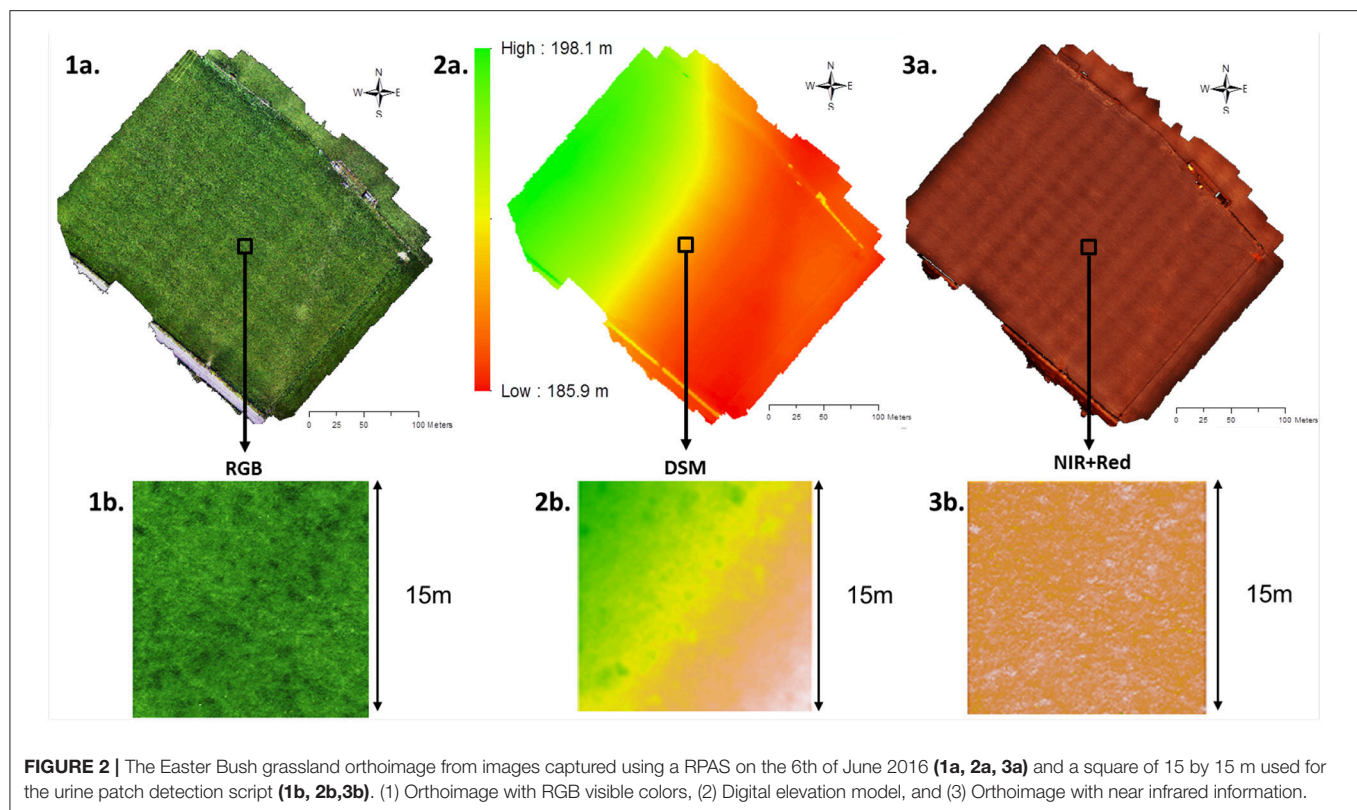 1a.
N
W E
S
0 25 50 100 Meters
2a.
High : 198.1 m
Low : 185.9 m
N
W E
S
0 25 50 100 Meters
3a.
N
W E
S
0 25 50 100 Meters
RGB
DSM
NIR+Red
1b.
15m
2b.
15m
3b.
15m
FIGURE 2 | The Easter Bush grassland orthoimage from images captured using a RPAS on the 6th of June 2016 (1a, 2a, 3a) and a square of 15 by 15 m used for
the urine patch detection script (1b, 2b,3b). (1) Orthoimage with RGB visible colors, (2) Digital elevation model, and (3) Orthoimage with near infrared information.